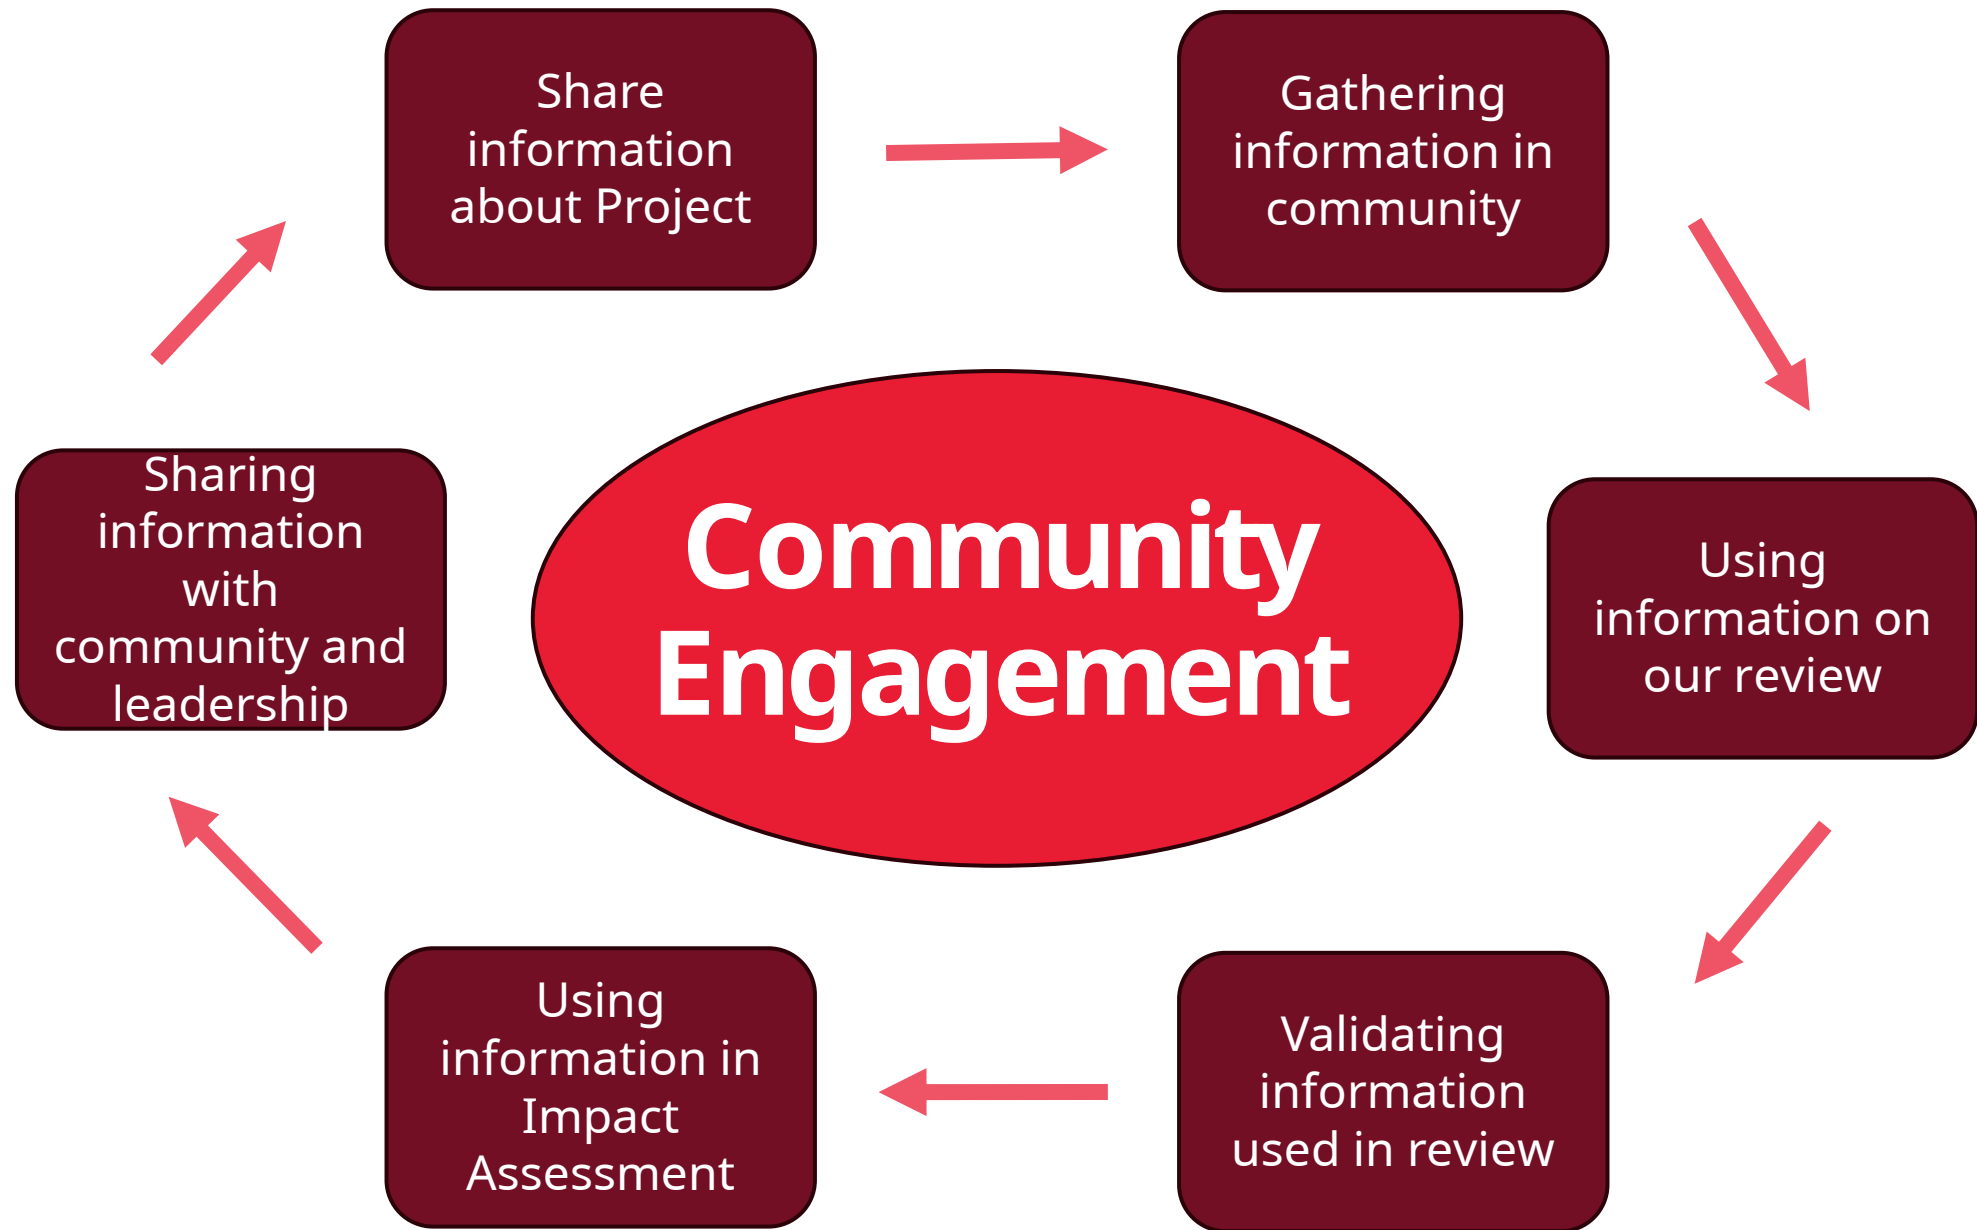 Share
information
about Project
Gathering
information in
community
Using
information on
our review
Validating
information
used in review
Using
information in
Impact
Assessment
Sharing
information
with
community and
leadership
Community
Engagement